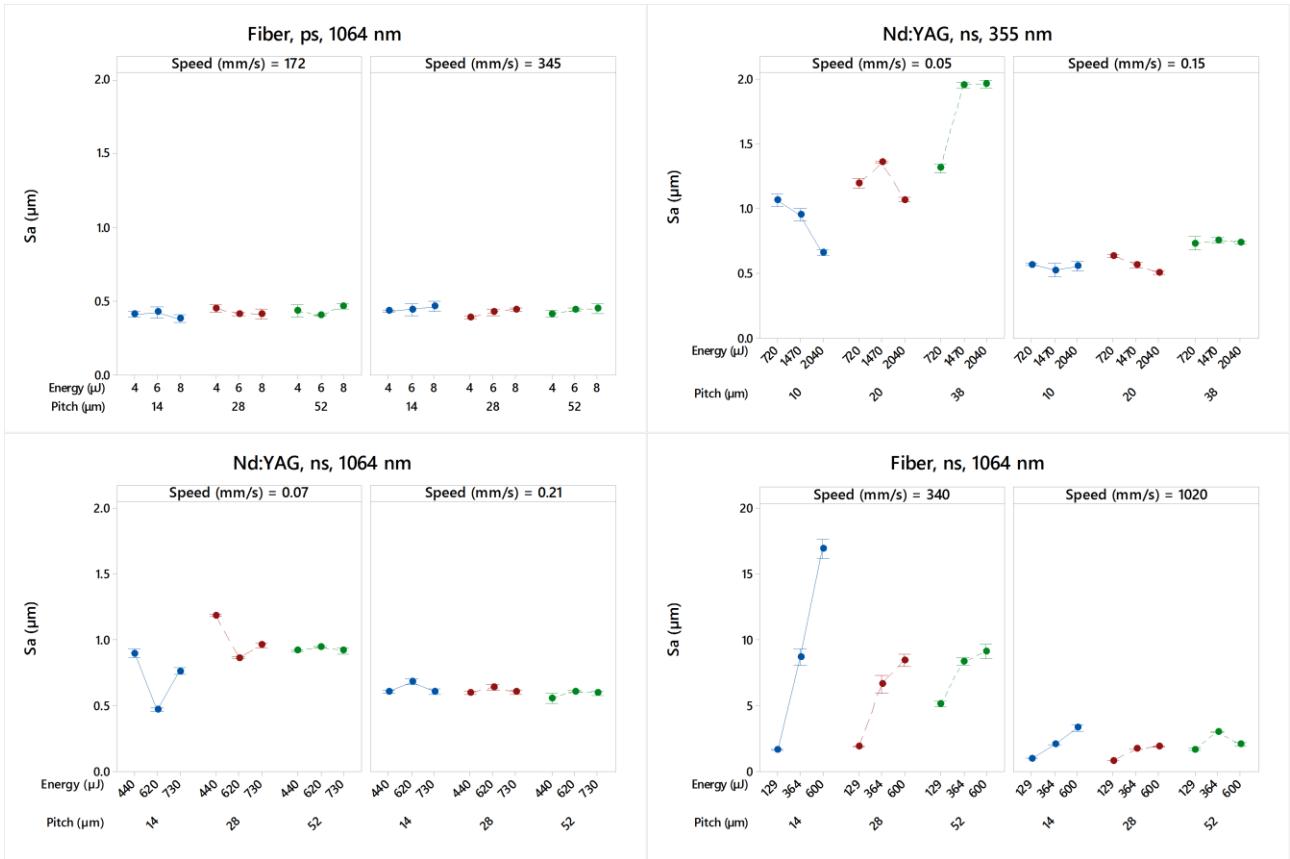 Fiber, ps, 1064 nm
Speed (mm/s) = 172 Speed (mm/s) = 345
2.0
1.5
1.0
0.5
0.0
Sa (µm)
Energy (µJ) 4 6 8 4 6 8 4 6 8 4 6 8 4 6 8 4 6 8
Pitch (µm) 14 28 52 14 28 52
Nd:YAG, ns, 355 nm
Speed (mm/s) = 0.05 Speed (mm/s) = 0.15
2.0
1.5
1.0
0.5
0.0
Sa (µm)
Energy (µJ) 720 1470 2040 720 1470 2040 720 1470 2040 720 1470 2040 720 1470 2040 720 1470 2040
Pitch (µm) 10 20 38 10 20 38
Nd:YAG, ns, 1064 nm
Speed (mm/s) = 0.07 Speed (mm/s) = 0.21
2.0
1.5
1.0
0.5
0.0
Sa (µm)
Energy (µJ) 440 620 730 440 620 730 440 620 730 440 620 730 440 620 730 440 620 730
Pitch (µm) 14 28 52 14 28 52
Fiber, ns, 1064 nm
Speed (mm/s) = 340 Speed (mm/s) = 1020
20
15
10
5
0
Sa (µm)
Energy (µJ) 129 364 600 129 364 600 129 364 600 129 364 600 129 364 600 129 364 600
Pitch (µm) 14 28 52 14 28 52